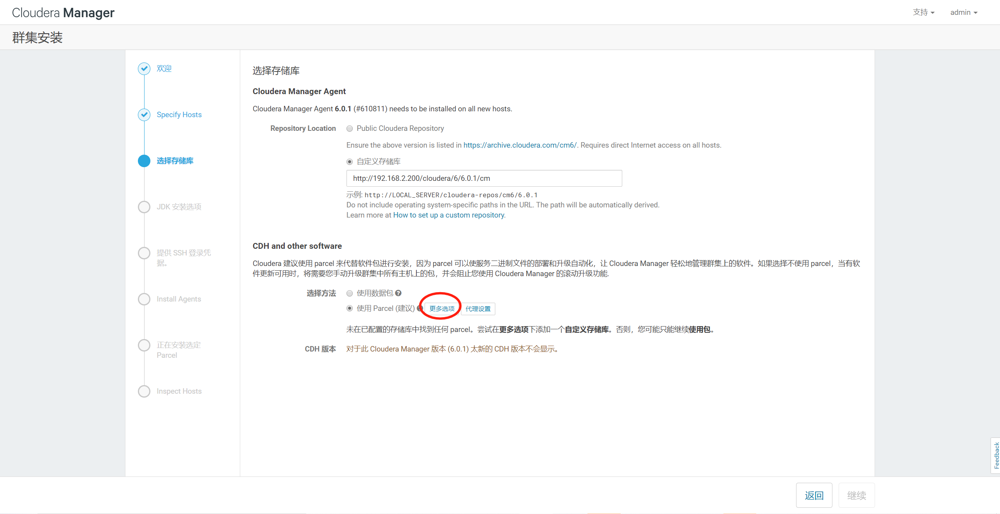 Cloudera Manager
支持
admin
群集安装
欢迎
Specify Hosts
选择存储库
JDK 安装选项
提供 SSH 登录凭
据。
Install Agents
正在安装选定
Parcel
Inspect Hosts
选择存储库
Cloudera Manager Agent
Cloudera Manager Agent 6.0.1 (#610811) needs to be installed on all new hosts.
Repository Location
Public Cloudera Repository
Ensure the above version is listed in https://archive.cloudera.com/cm6/. Requires direct Internet access on all hosts.
自定义存储库
http://192.168.2.200/cloudera/6/6.0.1/cm
示例: http://LOCAL_SERVER/cloudera-repos/cm6/6.0.1
Do not include operating system-specific paths in the URL. The path will be automatically derived.
Learn more at How to set up a custom repository.
CDH and other software
Cloudera 建议使用 parcel 来代替软件包进行安装，因为 parcel 可以使服务二进制文件的部署和升级自动化，让 Cloudera Manager 轻松地管理群集上的软件。如果选择不使用 parcel，当有软
件更新可用时，将需要您手动升级群集中所有主机上的包，并会阻止您使用 Cloudera Manager 的滚动升级功能.
选择方法
使用数据包 ?
使用 Parcel (建议) 更多选项 代理设置
未在已配置的存储库中找到任何 parcel。尝试在更多选项下添加一个自定义存储库。否则，您可能只能继续使用包。
CDH 版本
对于此 Cloudera Manager 版本 (6.0.1) 太新的 CDH 版本不会显示。
Feedback
返回
继续